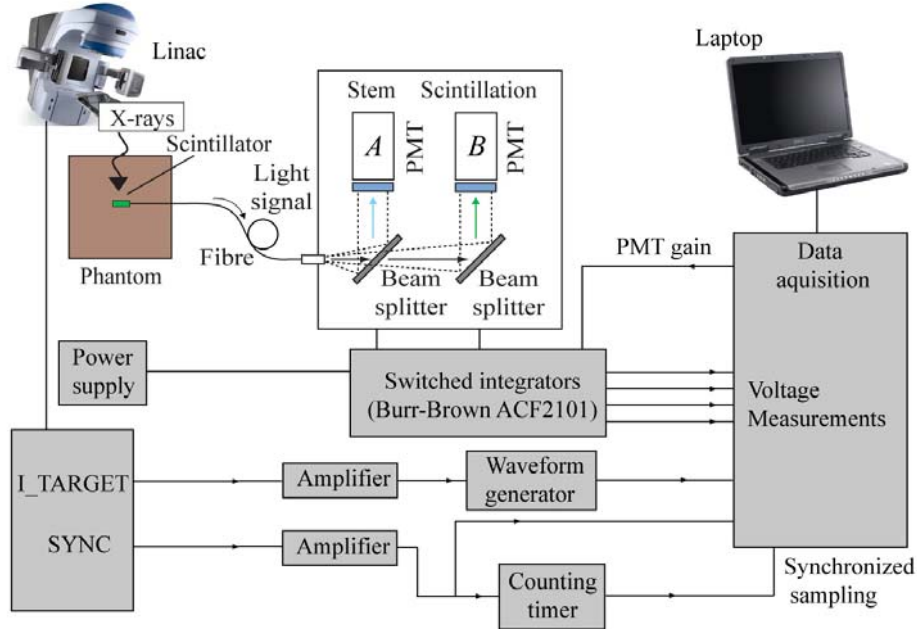 Linac
Laptop
X-rays
Scintillator
Stem
Scintillation
A
PMT
B
PMT
Light
signal
Fibre
Phantom
Beam
splitter
Beam
splitter
PMT gain
Data
aquisition
Power
supply
Switched integrators
(Burr-Brown ACF2101)
Voltage
Measurements
I_TARGET
Amplifier
Waveform
generator
SYNC
Amplifier
Counting
timer
Synchronized
sampling